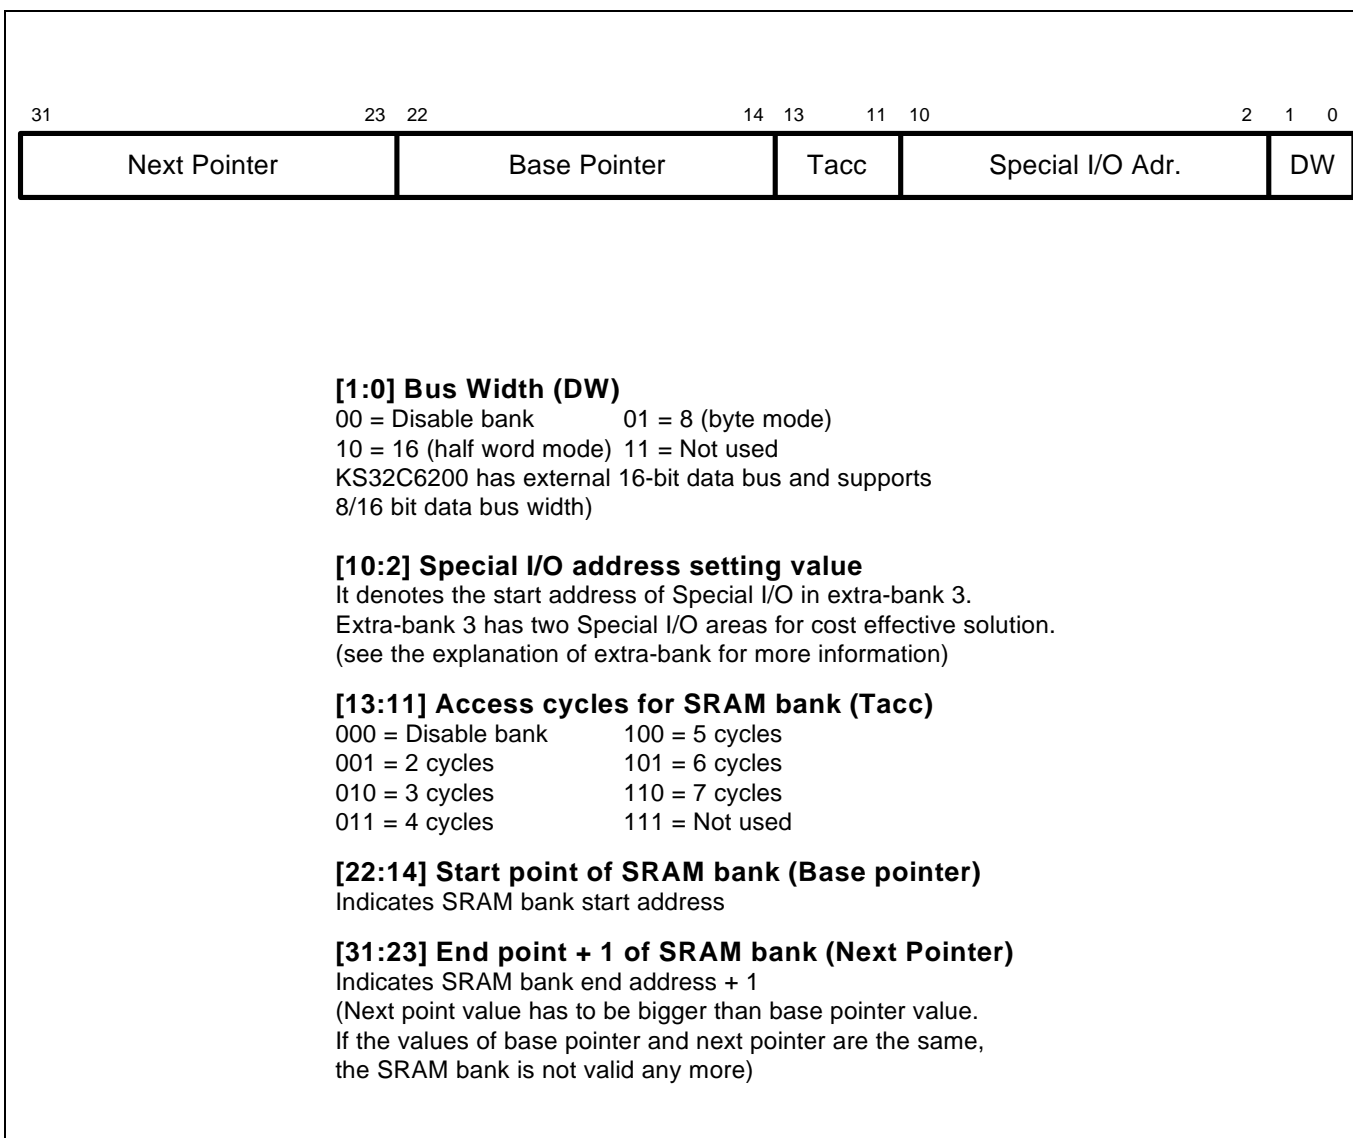 31 23 22 14 13 11 10 2 1 0
Next Pointer Base Pointer Tacc Special I/O Adr. DW
[1:0] Bus Width (DW)
00 = Disable bank 01 = 8 (byte mode)
10 = 16 (half word mode) 11 = Not used
KS32C6200 has external 16-bit data bus and supports
8/16 bit data bus width)
[10:2] Special I/O address setting value
It denotes the start address of Special I/O in extra-bank 3.
Extra-bank 3 has two Special I/O areas for cost effective solution.
(see the explanation of extra-bank for more information)
[13:11] Access cycles for SRAM bank (Tacc)
000 = Disable bank 100 = 5 cycles
001 = 2 cycles 101 = 6 cycles
010 = 3 cycles 110 = 7 cycles
011 = 4 cycles 111 = Not used
[22:14] Start point of SRAM bank (Base pointer)
Indicates SRAM bank start address
[31:23] End point + 1 of SRAM bank (Next Pointer)
Indicates SRAM bank end address + 1
(Next point value has to be bigger than base pointer value.
If the values of base pointer and next pointer are the same,
the SRAM bank is not valid any more)